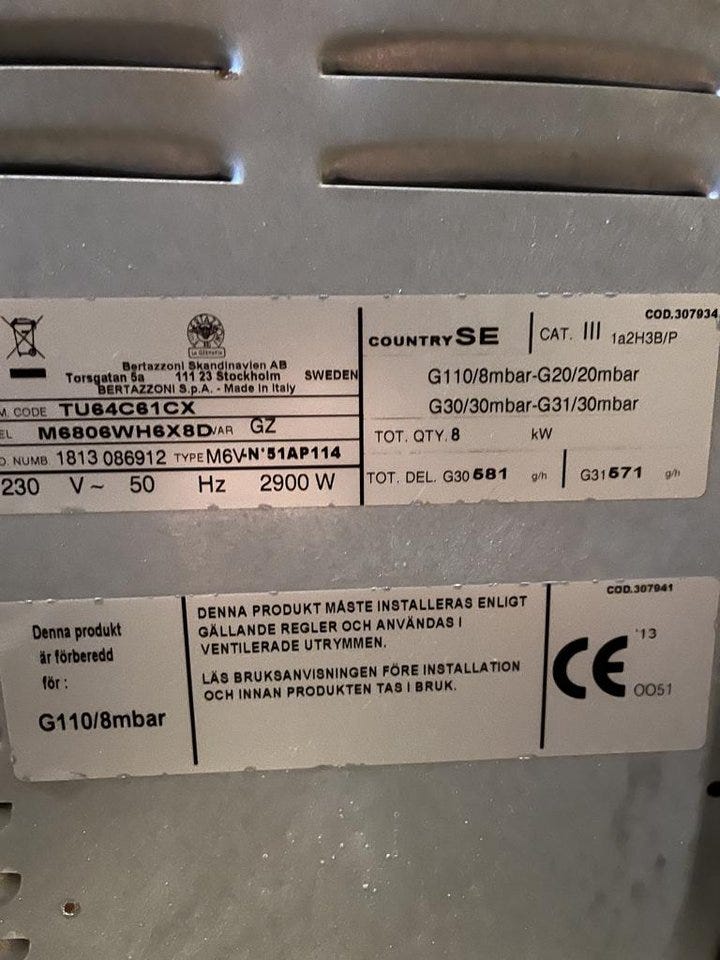 Bertazzoni Skandinavien AB
Torsgatan 5a 111 23 Stockholm SWEDEN
BERTAZZONI S.p.A. - Made in Italy
M. CODE TU64C61CX
EL M6806WH6X8D VAR GZ
D. NUMB. 1813 086912 TYPE M6V-N°51AP114
230 V~ 50 Hz 2900 W
COD.307934
COUNTRY SE CAT. III 1a2H3B/P
G110/8mbar-G20/20mbar
G30/30mbar-G31/30mbar
TOT. QTY. 8 kW
TOT. DEL. G30 581 g/h G31 571 g/h
Denna produkt
är förberedd
för :
G110/8mbar
DENNA PRODUKT MÅSTE INSTALLERAS ENLIGT
GÄLLANDE REGLER OCH ANVÄNDAS I
VENTILERADE UTRYMMEN.
LÄS BRUKSANVISNINGEN FÖRE INSTALLATION
OCH INNAN PRODUKTEN TAS I BRUK.
COD.307941
CE '13
0051